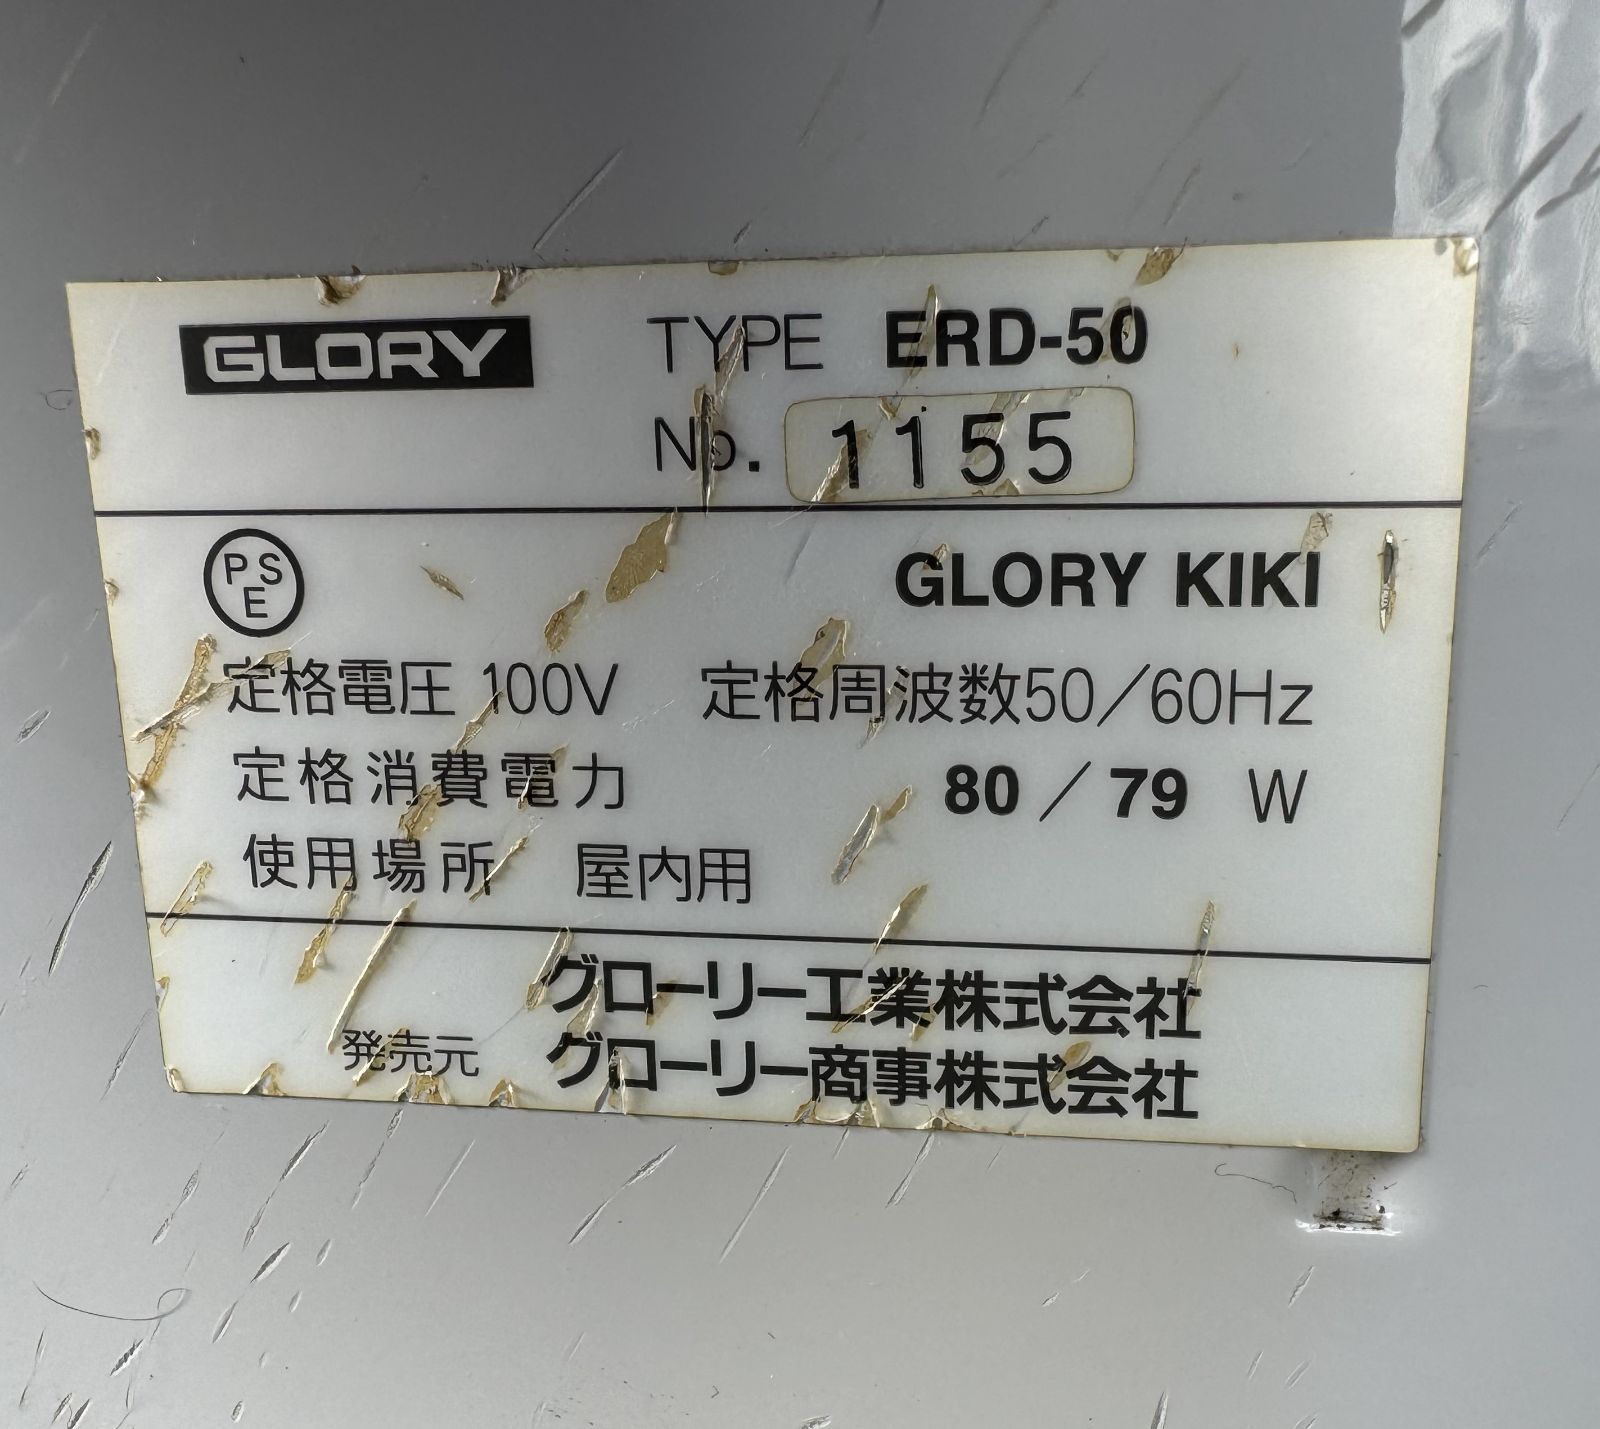 GLORY TYPE ERD-50
No. 1155
PSE GLORY KIKI
定格電圧 100V 定格周波数50/60Hz
定格消費電力 80/79 W
使用場所 屋内用
グローリー工業株式会社
発売元 グローリー商事株式会社